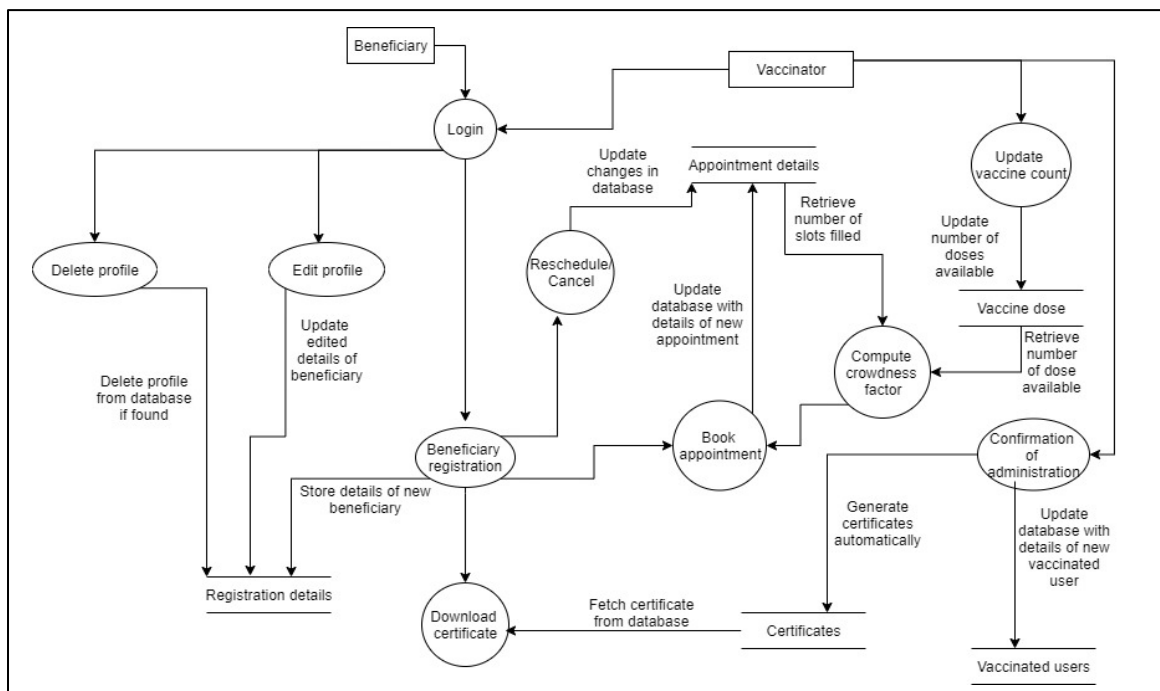 Beneficiary
Vaccinator
Login
Update
changes in
database
Appointment details
Update
vaccine count
Retrieve
number of
slots filled
Update
number of
doses
available
Delete profile
Edit profile
Reschedule/
Cancel
Update
database with
details of new
appointment
Vaccine dose
Update
edited
details of
beneficiary
Compute
crowdness
factor
Retrieve
number
of dose
available
Delete profile
from database
if found
Beneficiary
registration
Book
appointment
Confirmation
of
administration
Store details of new
beneficiary
Generate
certificates
automatically
Update
database with
details of new
vaccinated
user
Registration details
Download
certificate
Fetch certificate
from database
Certificates
Vaccinated users